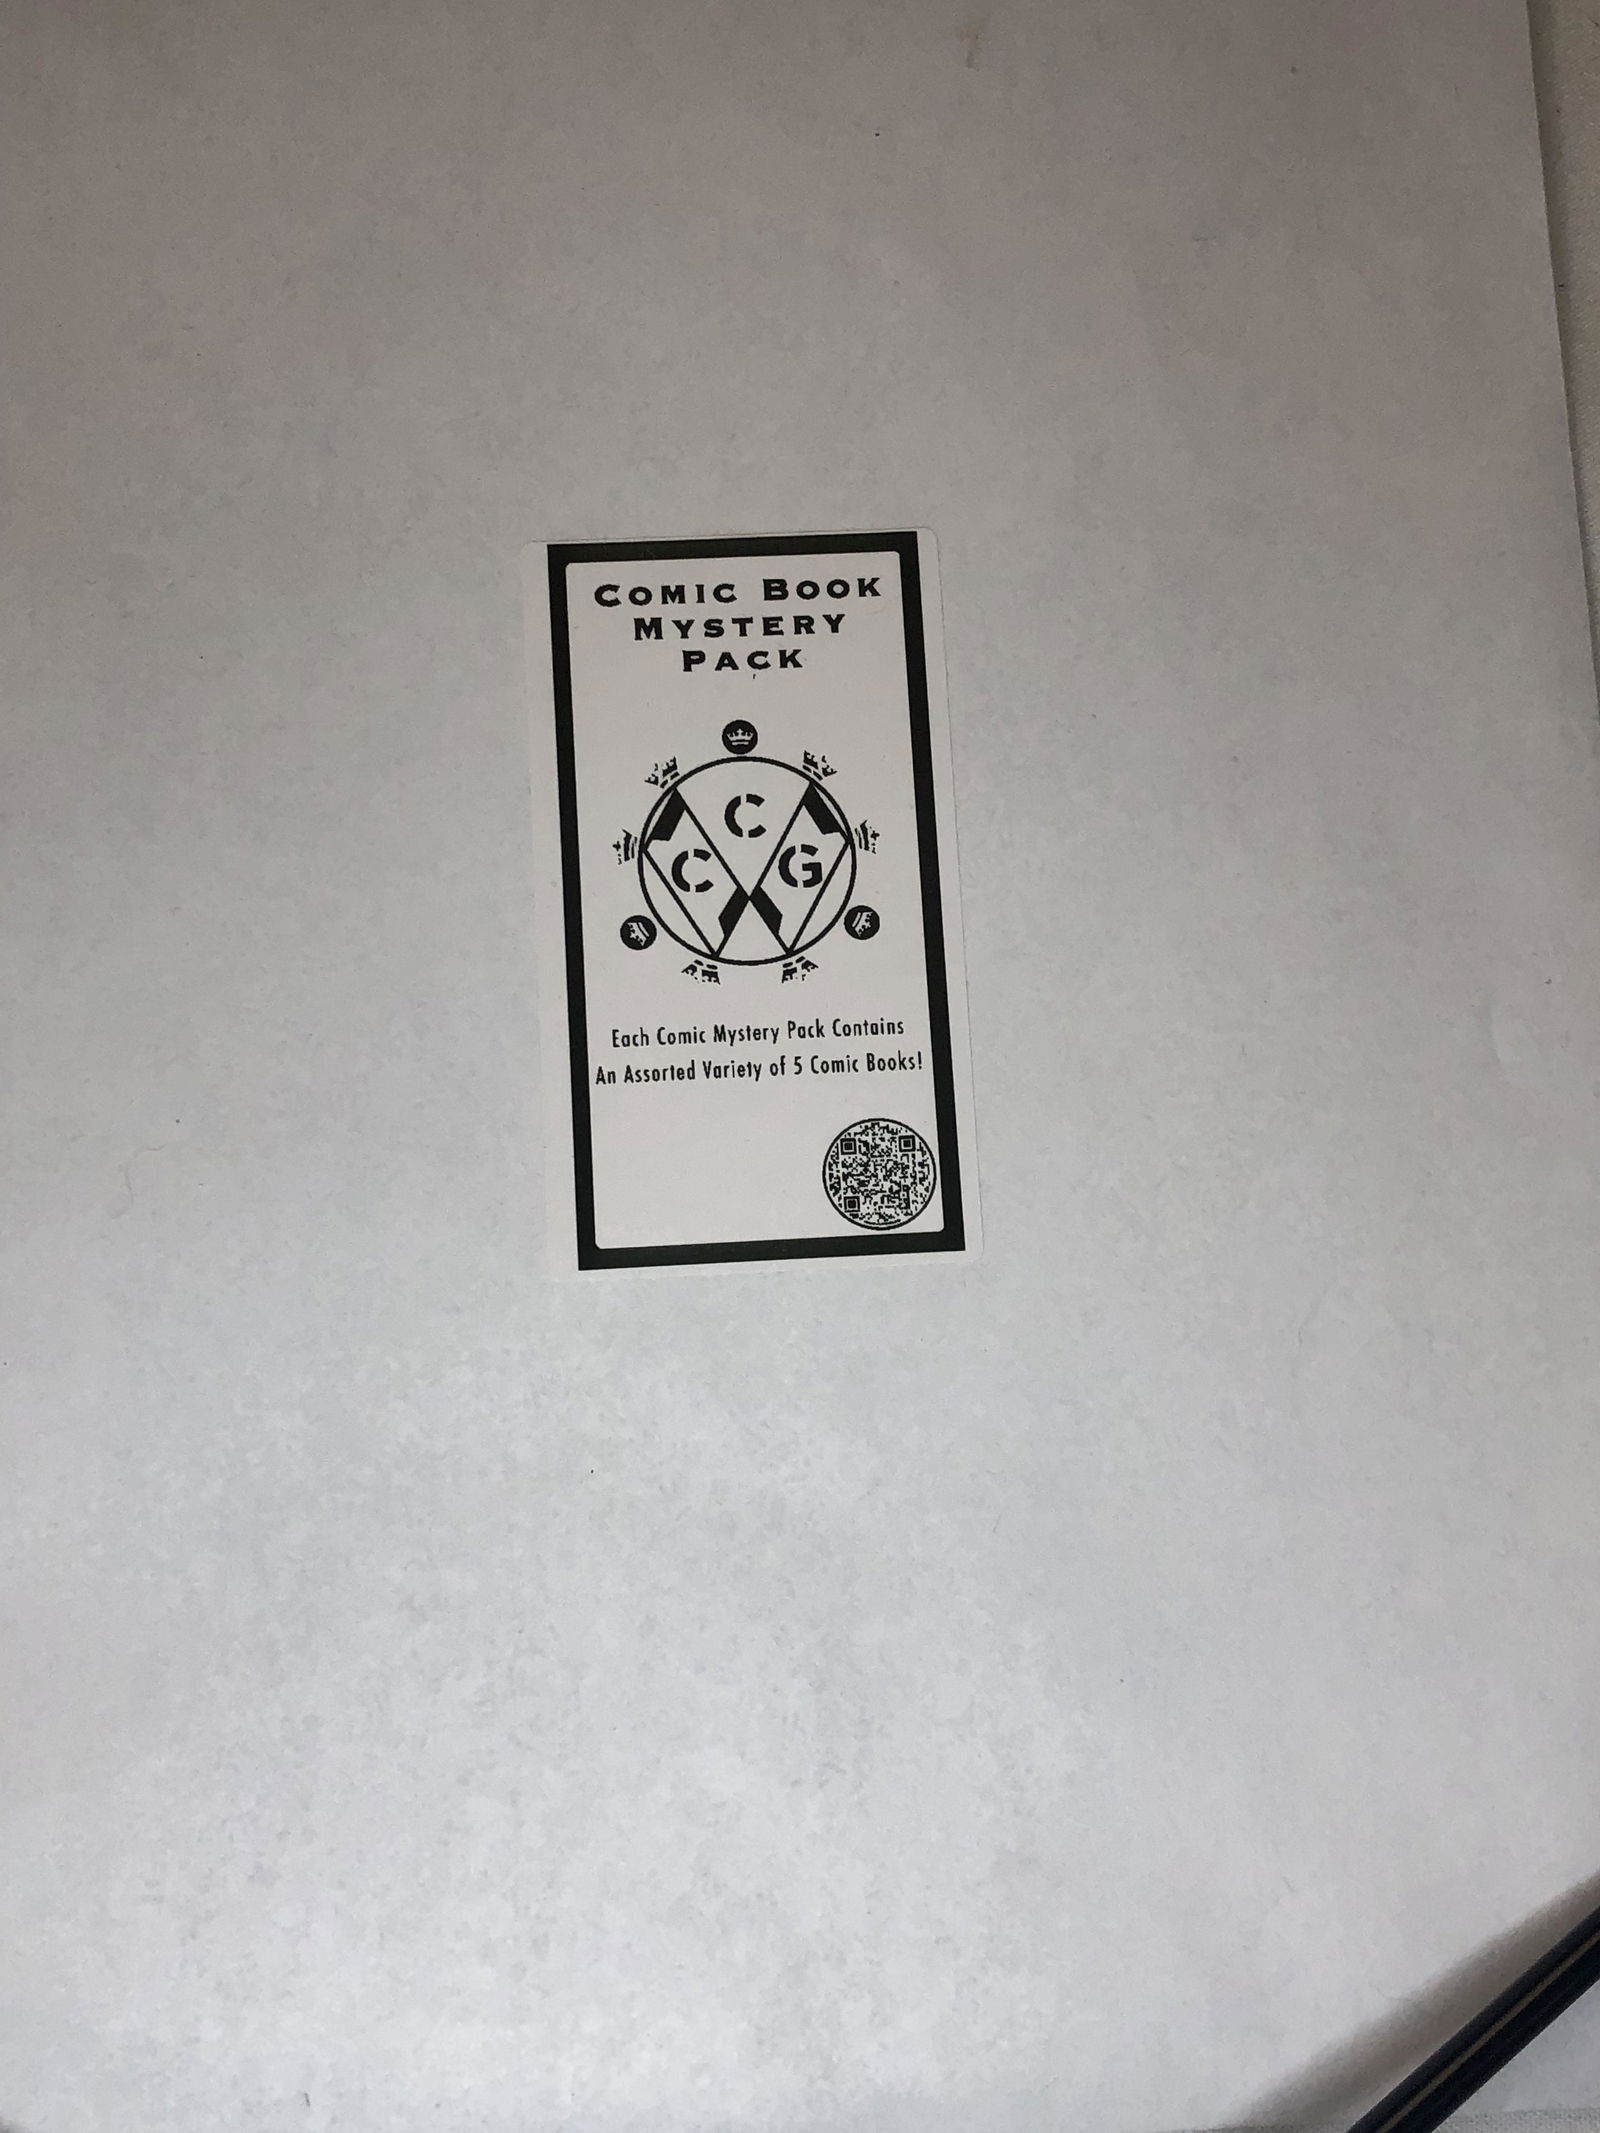 COMIC BOOK
MYSTERY
PACK
C
C G
Each Comic Mystery Pack Contains
An Assorted Variety of 5 Comic Books!